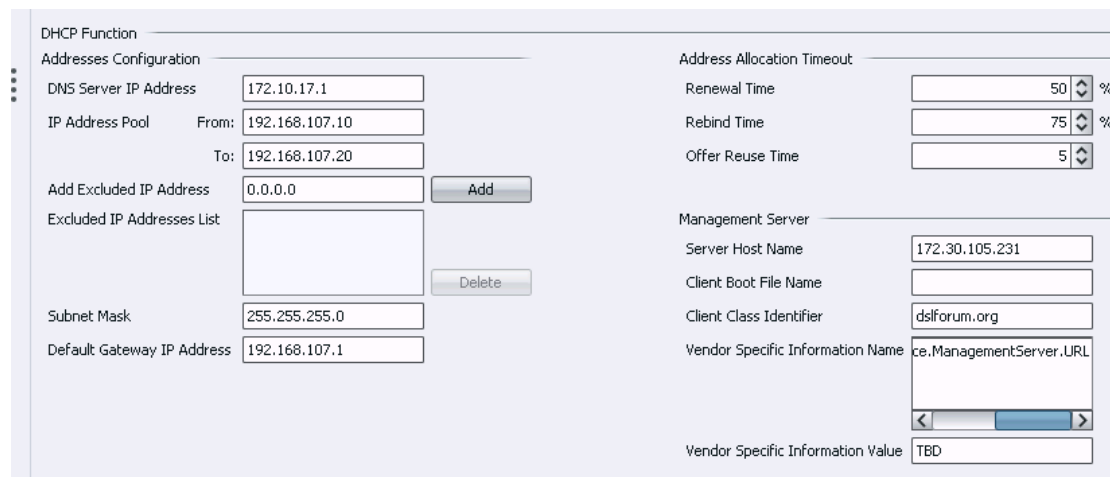 DHCP Function
Addresses Configuration
DNS Server IP Address 172.10.17.1
IP Address Pool From: 192.168.107.10
To: 192.168.107.20
Add Excluded IP Address 0.0.0.0 Add
Excluded IP Addresses List
Delete
Subnet Mask 255.255.255.0
Default Gateway IP Address 192.168.107.1
Address Allocation Timeout
Renewal Time 50 %
Rebind Time 75 %
Offer Reuse Time 5
Management Server
Server Host Name 172.30.105.231
Client Boot File Name
Client Class Identifier dslforum.org
Vendor Specific Information Name ce.ManagementServer.URL
Vendor Specific Information Value TBD